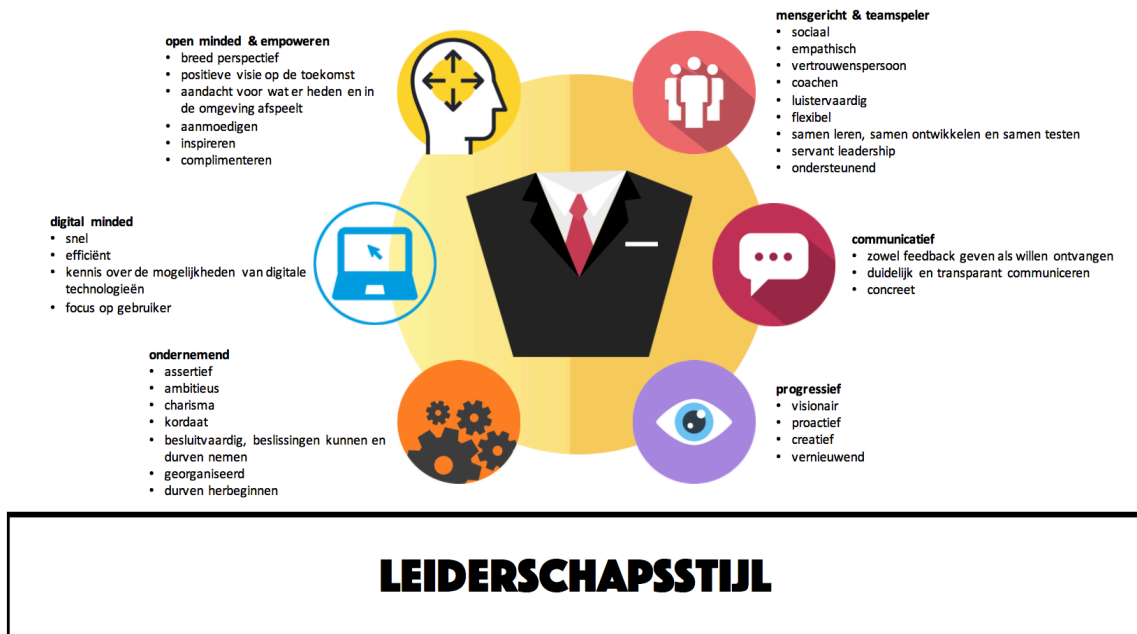 open minded & empoweren
• breed perspectief
• positieve visie op de toekomst
• aandacht voor wat er heden en in
de omgeving afspeelt
• aanmoedigen
• inspireren
• complimenteren
mensgericht & teamspeler
• sociaal
• empathisch
• vertrouwenspersoon
• coachen
• luistervaardig
• flexibel
• samen leren, samen ontwikkelen en samen testen
• servant leadership
• ondersteunend
digital minded
• snel
• efficiënt
• kennis over de mogelijkheden van digitale
technologieën
• focus op gebruiker
communicatief
• zowel feedback geven als willen ontvangen
• duidelijk en transparant communiceren
• concreet
ondernemend
• assertief
• ambitieus
• charisma
• kordaat
• besluitvaardig, beslissingen kunnen en
durven nemen
• georganiseerd
• durven herbeginnen
progressief
• visionair
• proactief
• creatief
• vernieuwend
LEIDERSCHAPSSTIJL